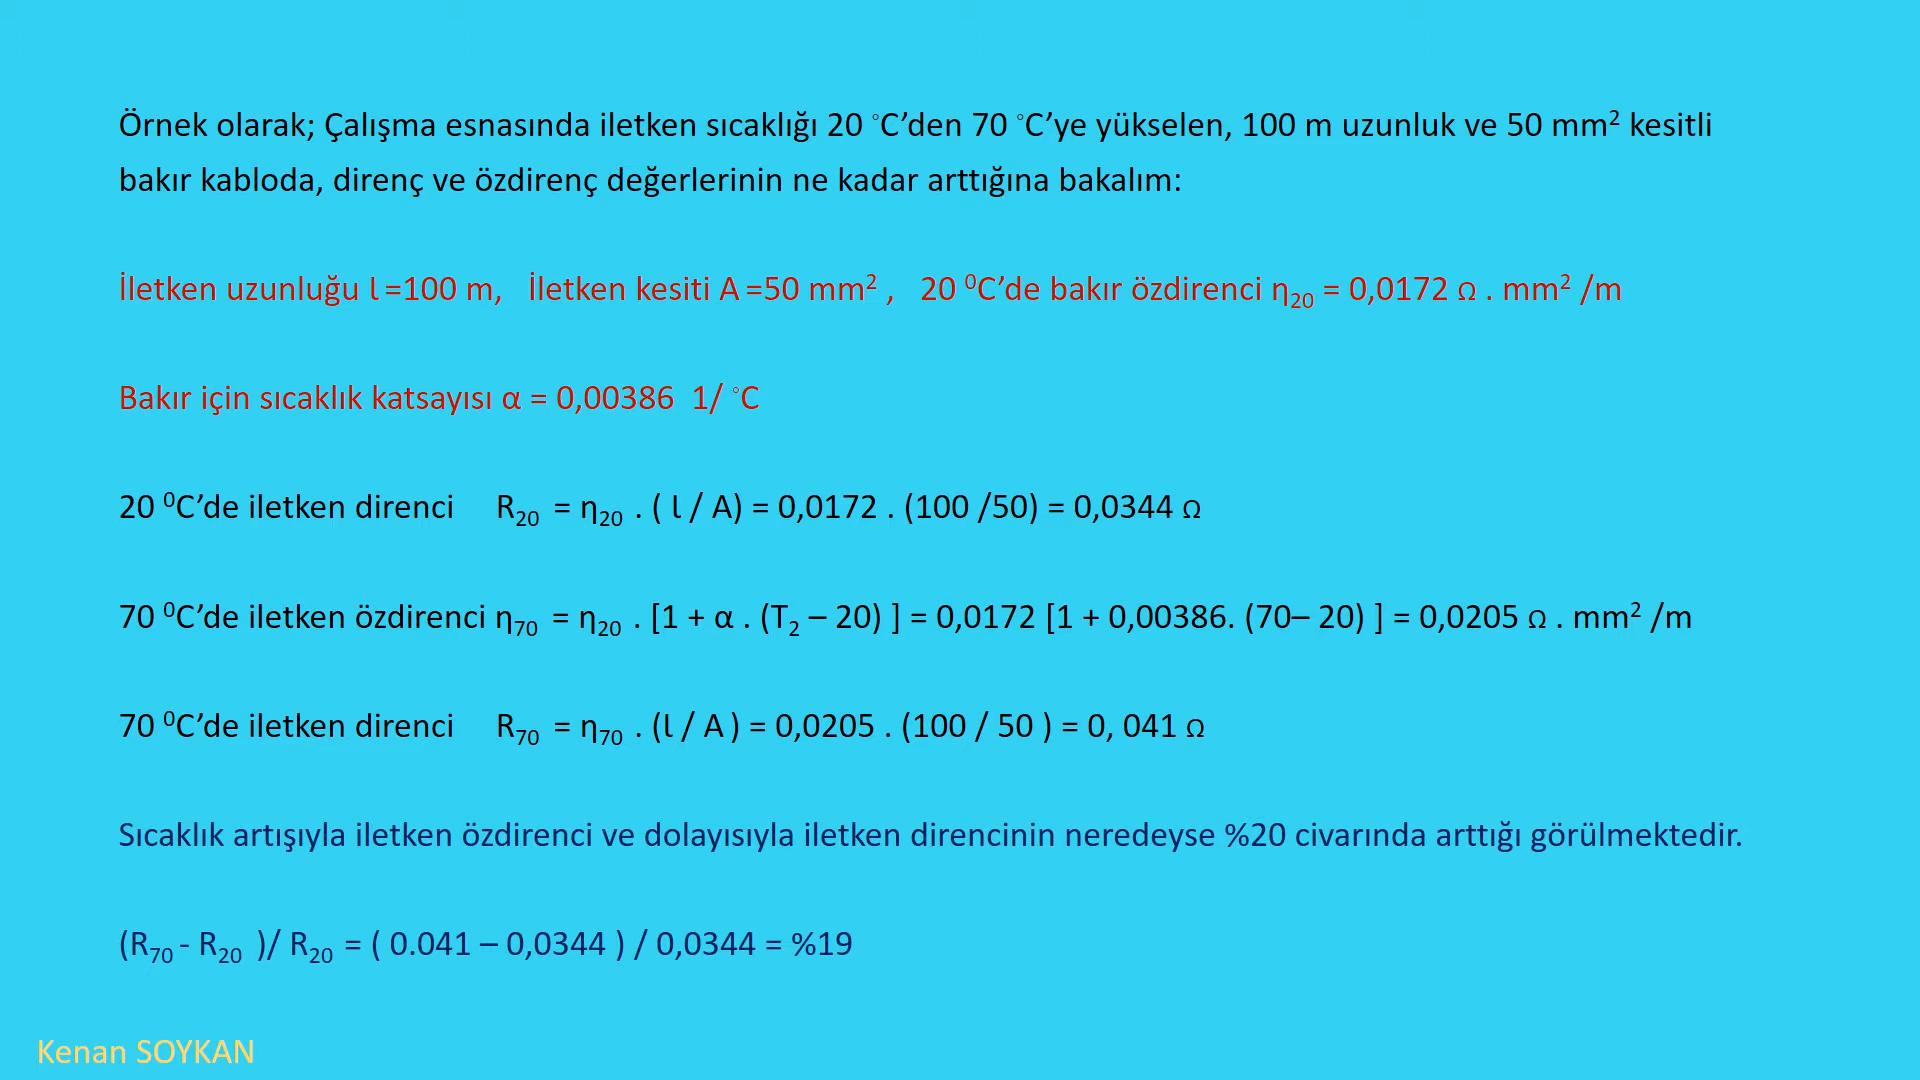 Örnek olarak; Çalışma esnasında iletken sıcaklığı 20 °C’den 70 °C’ye yükselen, 100 m uzunluk ve 50 mm² kesitli
bakır kabloda, direnç ve özdirenç değerlerinin ne kadar arttığına bakalım:
İletken uzunluğu l =100 m, İletken kesiti A =50 mm² , 20 ⁰C’de bakır özdirenci η₂₀ = 0,0172 Ω . mm² /m
Bakır için sıcaklık katsayısı α = 0,00386 1/ °C
20 ⁰C’de iletken direnci R₂₀ = η₂₀ . ( l / A) = 0,0172 . (100 /50) = 0,0344 Ω
70 ⁰C’de iletken özdirenci η₇₀ = η₂₀ . [1 + α . (T₂ – 20) ] = 0,0172 [1 + 0,00386. (70– 20) ] = 0,0205 Ω . mm² /m
70 ⁰C’de iletken direnci R₇₀ = η₇₀ . (l / A ) = 0,0205 . (100 / 50 ) = 0, 041 Ω
Sıcaklık artışıyla iletken özdirenci ve dolayısıyla iletken direncinin neredeyse %20 civarında arttığı görülmektedir.
(R₇₀ - R₂₀ )/ R₂₀ = ( 0.041 – 0,0344 ) / 0,0344 = %19
Kenan SOYKAN